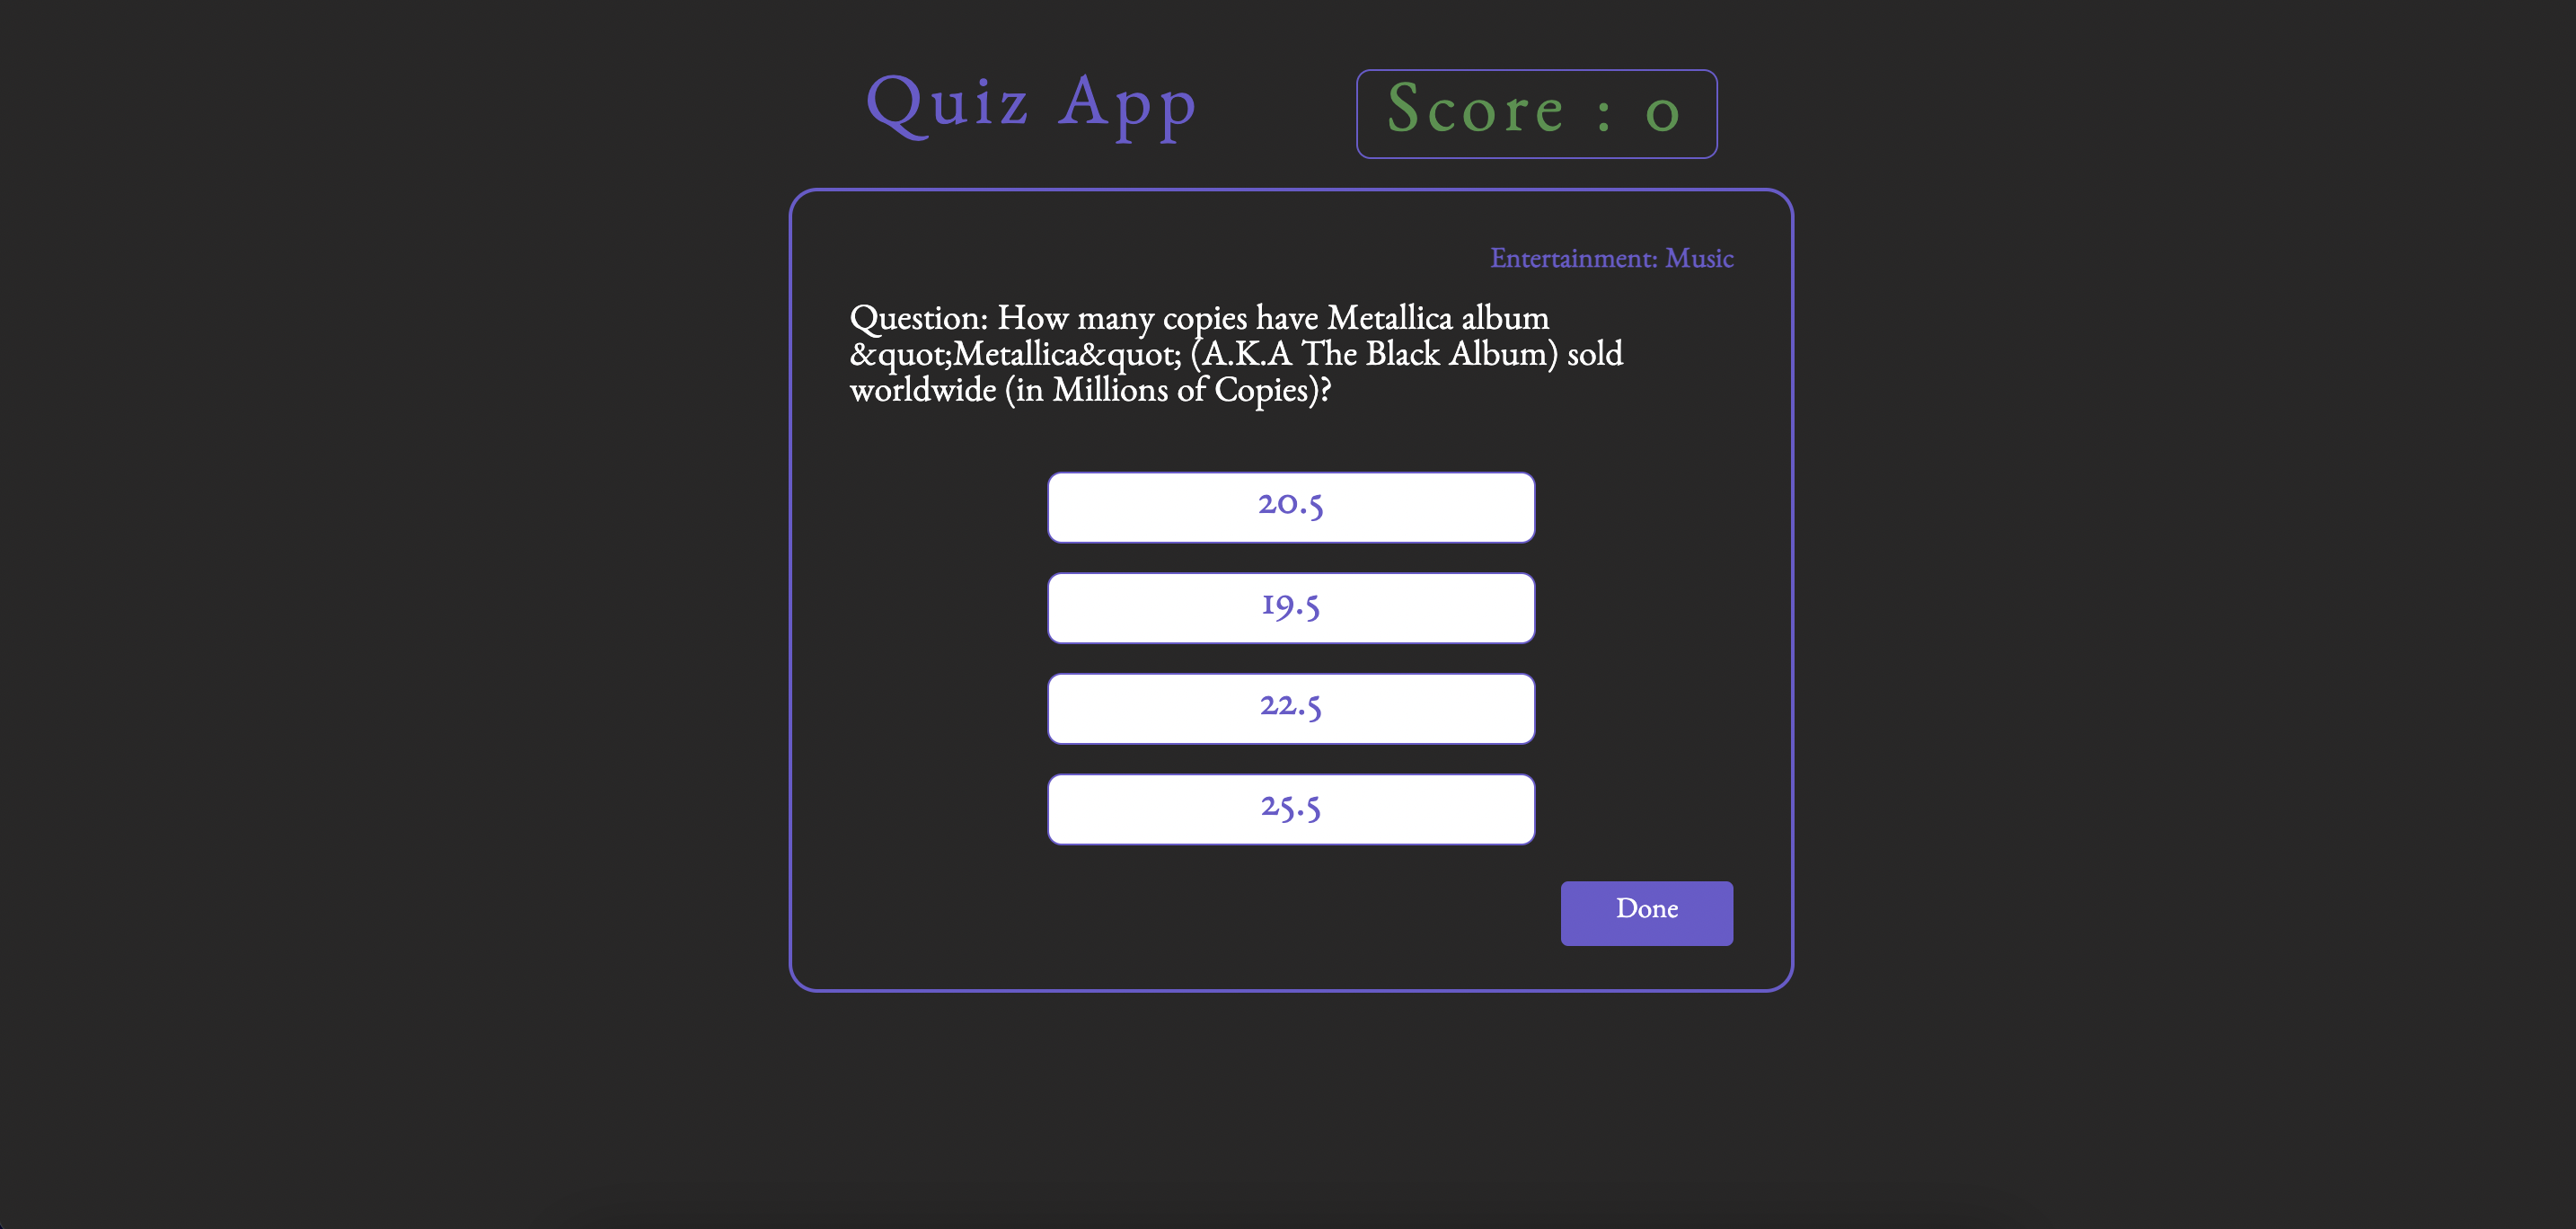 Quiz App
Score : 0
Entertainment: Music
Question: How many copies have Metallica album
&quot;Metallica&quot; (A.K.A The Black Album) sold
worldwide (in Millions of Copies)?
20.5
19.5
22.5
25.5
Done